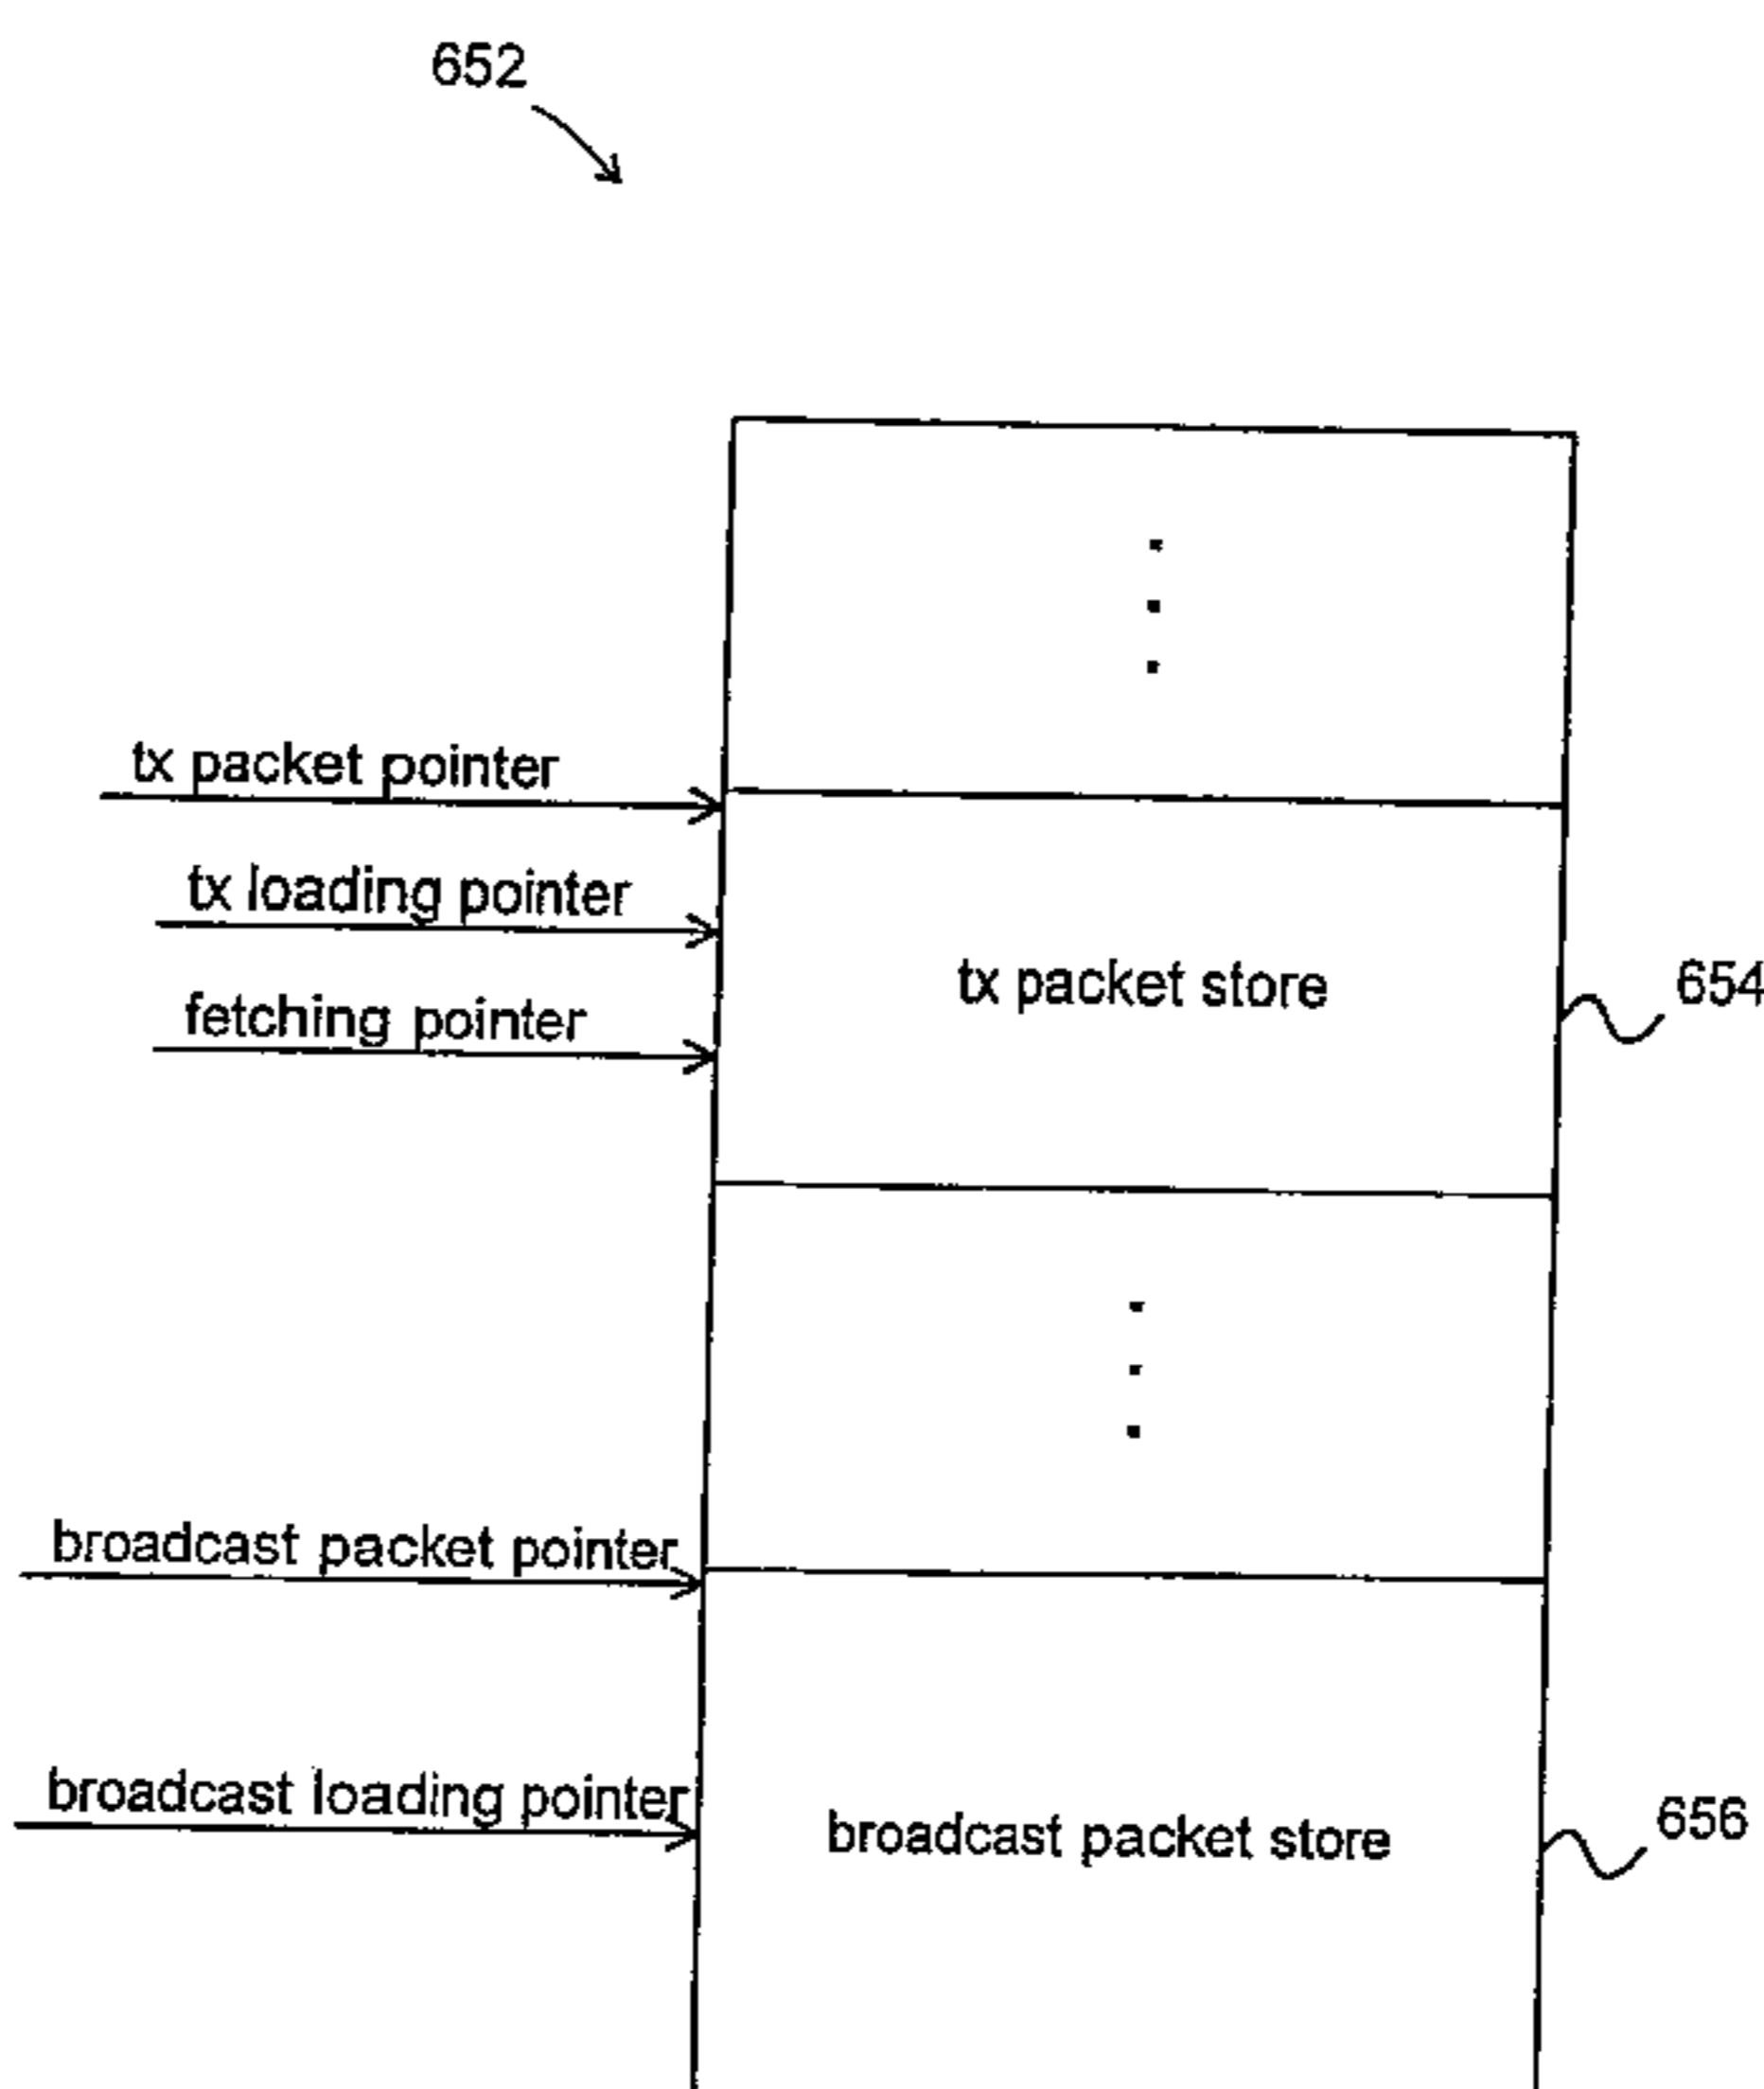 652
tx packet pointer
tx loading pointer
fetching pointer
tx packet store
654
broadcast packet pointer
broadcast loading pointer
broadcast packet store
656